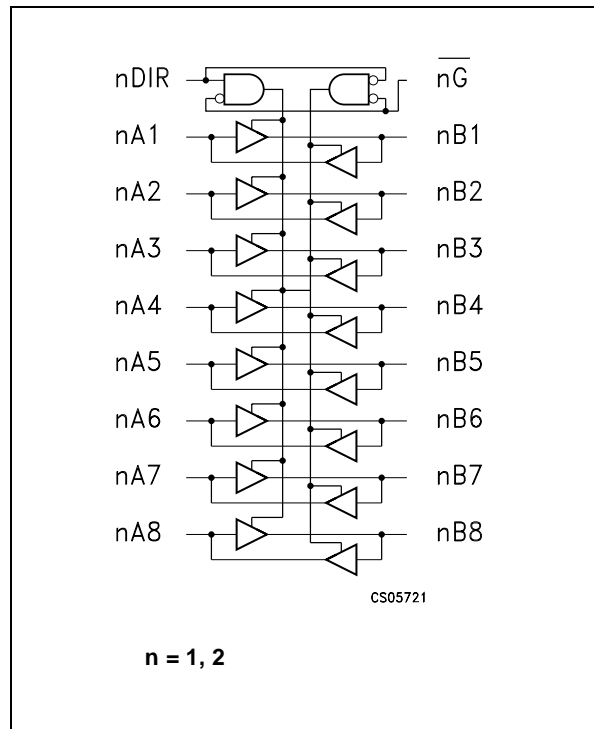 nDIR n̅G̅
nA1 nB1
nA2 nB2
nA3 nB3
nA4 nB4
nA5 nB5
nA6 nB6
nA7 nB7
nA8 nB8
CS05721
n = 1, 2